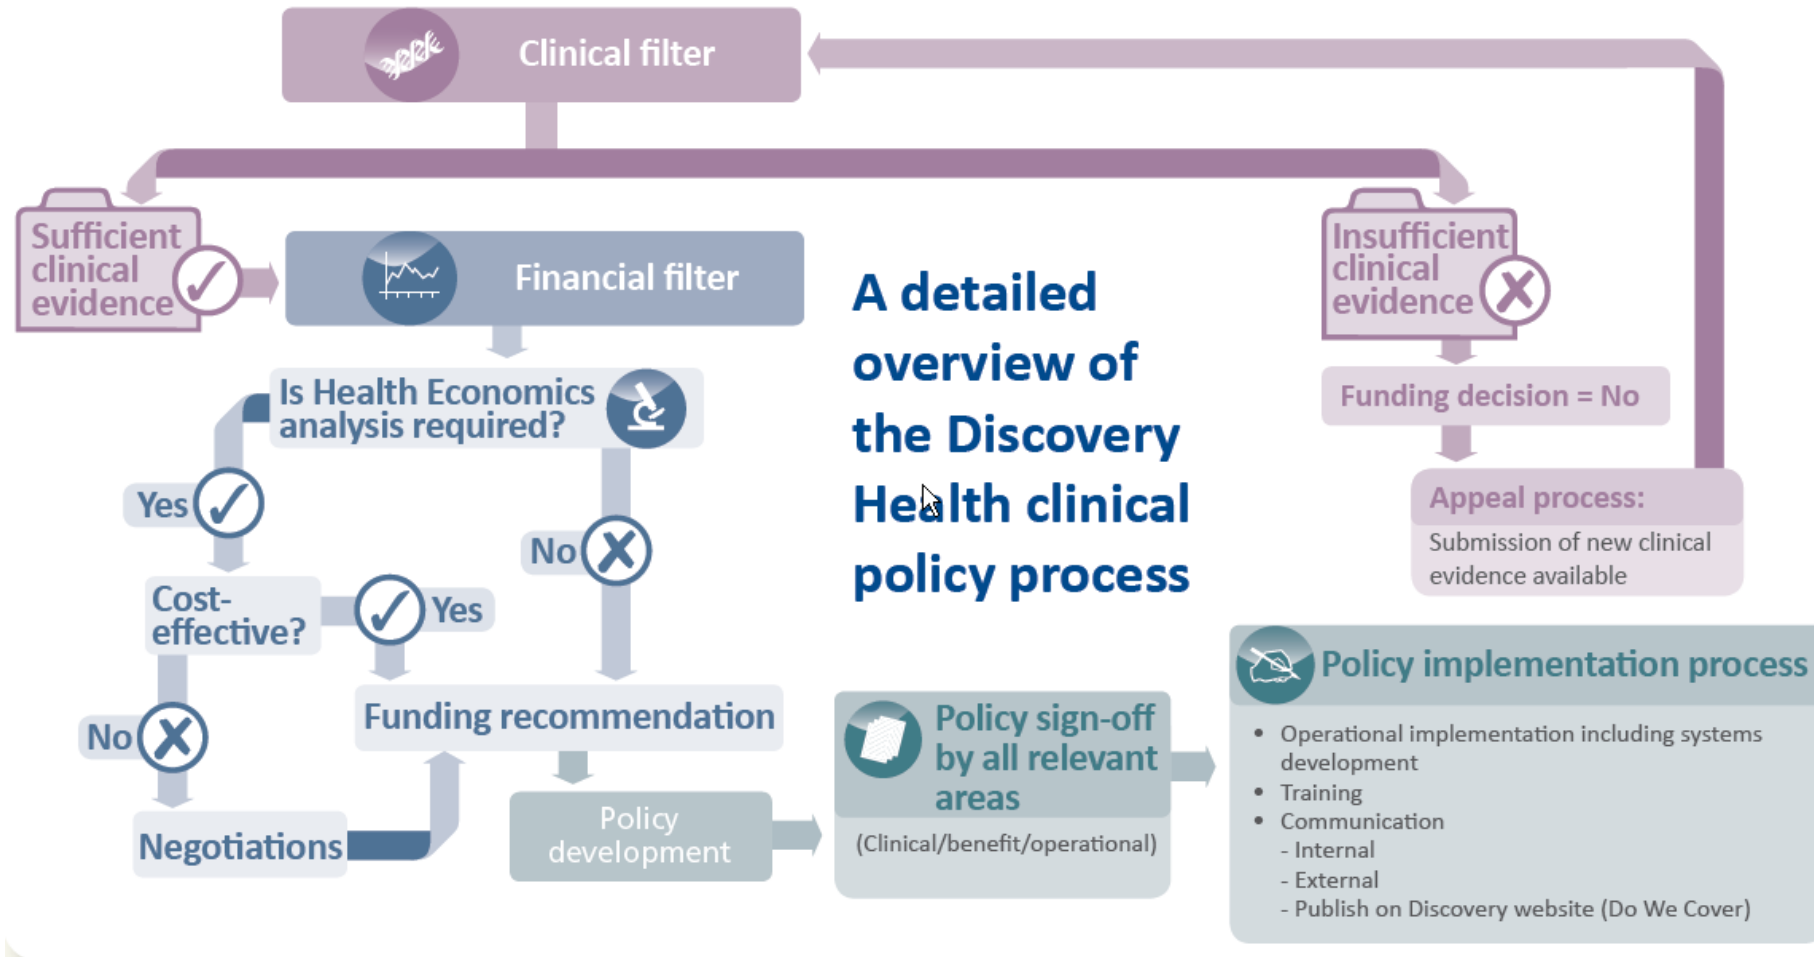 Clinical filter
Sufficient
clinical
evidence
Financial filter
Insufficient
clinical
evidence
A detailed
overview of
the Discovery
Health clinical
policy process
Is Health Economics
analysis required?
Funding decision = No
Yes
No
Appeal process:
Submission of new clinical
evidence available
Cost-
effective?
Yes
No
Funding recommendation
Negotiations
Policy
development
Policy sign-off
by all relevant
areas
(Clinical/benefit/operational)
Policy implementation process
• Operational implementation including systems
development
• Training
• Communication
- Internal
- External
- Publish on Discovery website (Do We Cover)